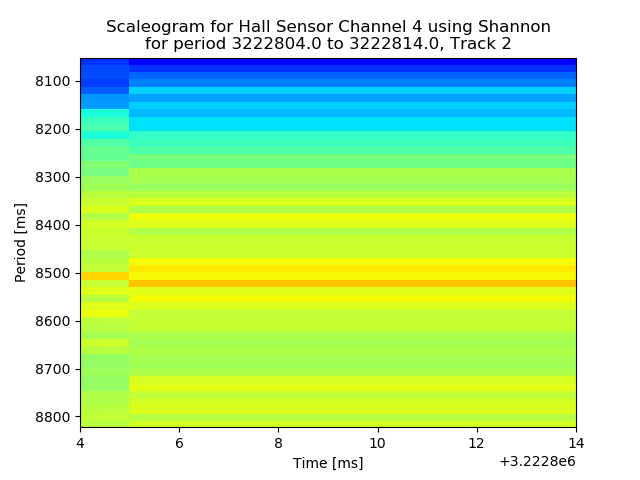 Scaleogram for Hall Sensor Channel 4 using Shannon
for period 3222804.0 to 3222814.0, Track 2
8100
8200
8300
8400
8500
8600
8700
8800
Period [ms]
4 6 8 10 12 14
Time [ms]
+3.2228e6